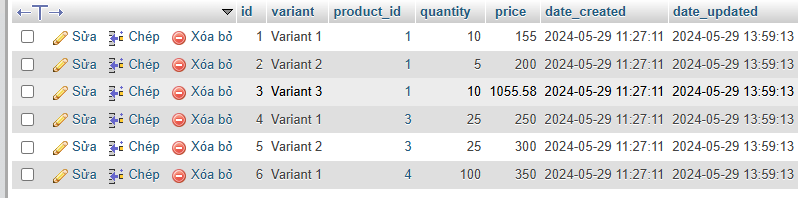 ←T→ id variant product_id quantity price date_created date_updated
Sửa Chép Xóa bỏ 1 Variant 1 1 10 155 2024-05-29 11:27:11 2024-05-29 13:59:13
Sửa Chép Xóa bỏ 2 Variant 2 1 5 200 2024-05-29 11:27:11 2024-05-29 13:59:13
Sửa Chép Xóa bỏ 3 Variant 3 1 10 1055.58 2024-05-29 11:27:11 2024-05-29 13:59:13
Sửa Chép Xóa bỏ 4 Variant 1 3 25 250 2024-05-29 11:27:11 2024-05-29 13:59:13
Sửa Chép Xóa bỏ 5 Variant 2 3 25 300 2024-05-29 11:27:11 2024-05-29 13:59:13
Sửa Chép Xóa bỏ 6 Variant 1 4 100 350 2024-05-29 11:27:11 2024-05-29 13:59:13